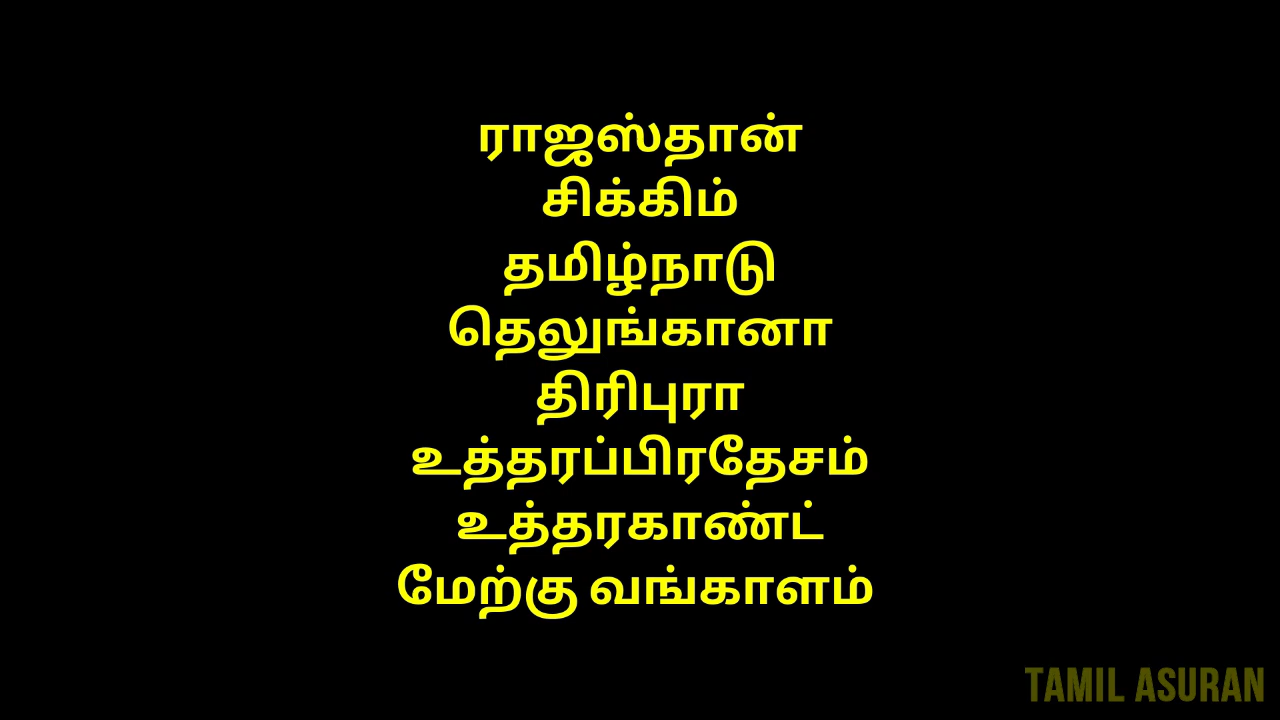 ராஜஸ்தான்
சிக்கிம்
தமிழ்நாடு
தெலுங்கானா
திரிபுரா
உத்தரப்பிரதேசம்
உத்தரகாண்ட்
மேற்கு வங்காளம்
TAMIL ASURAN